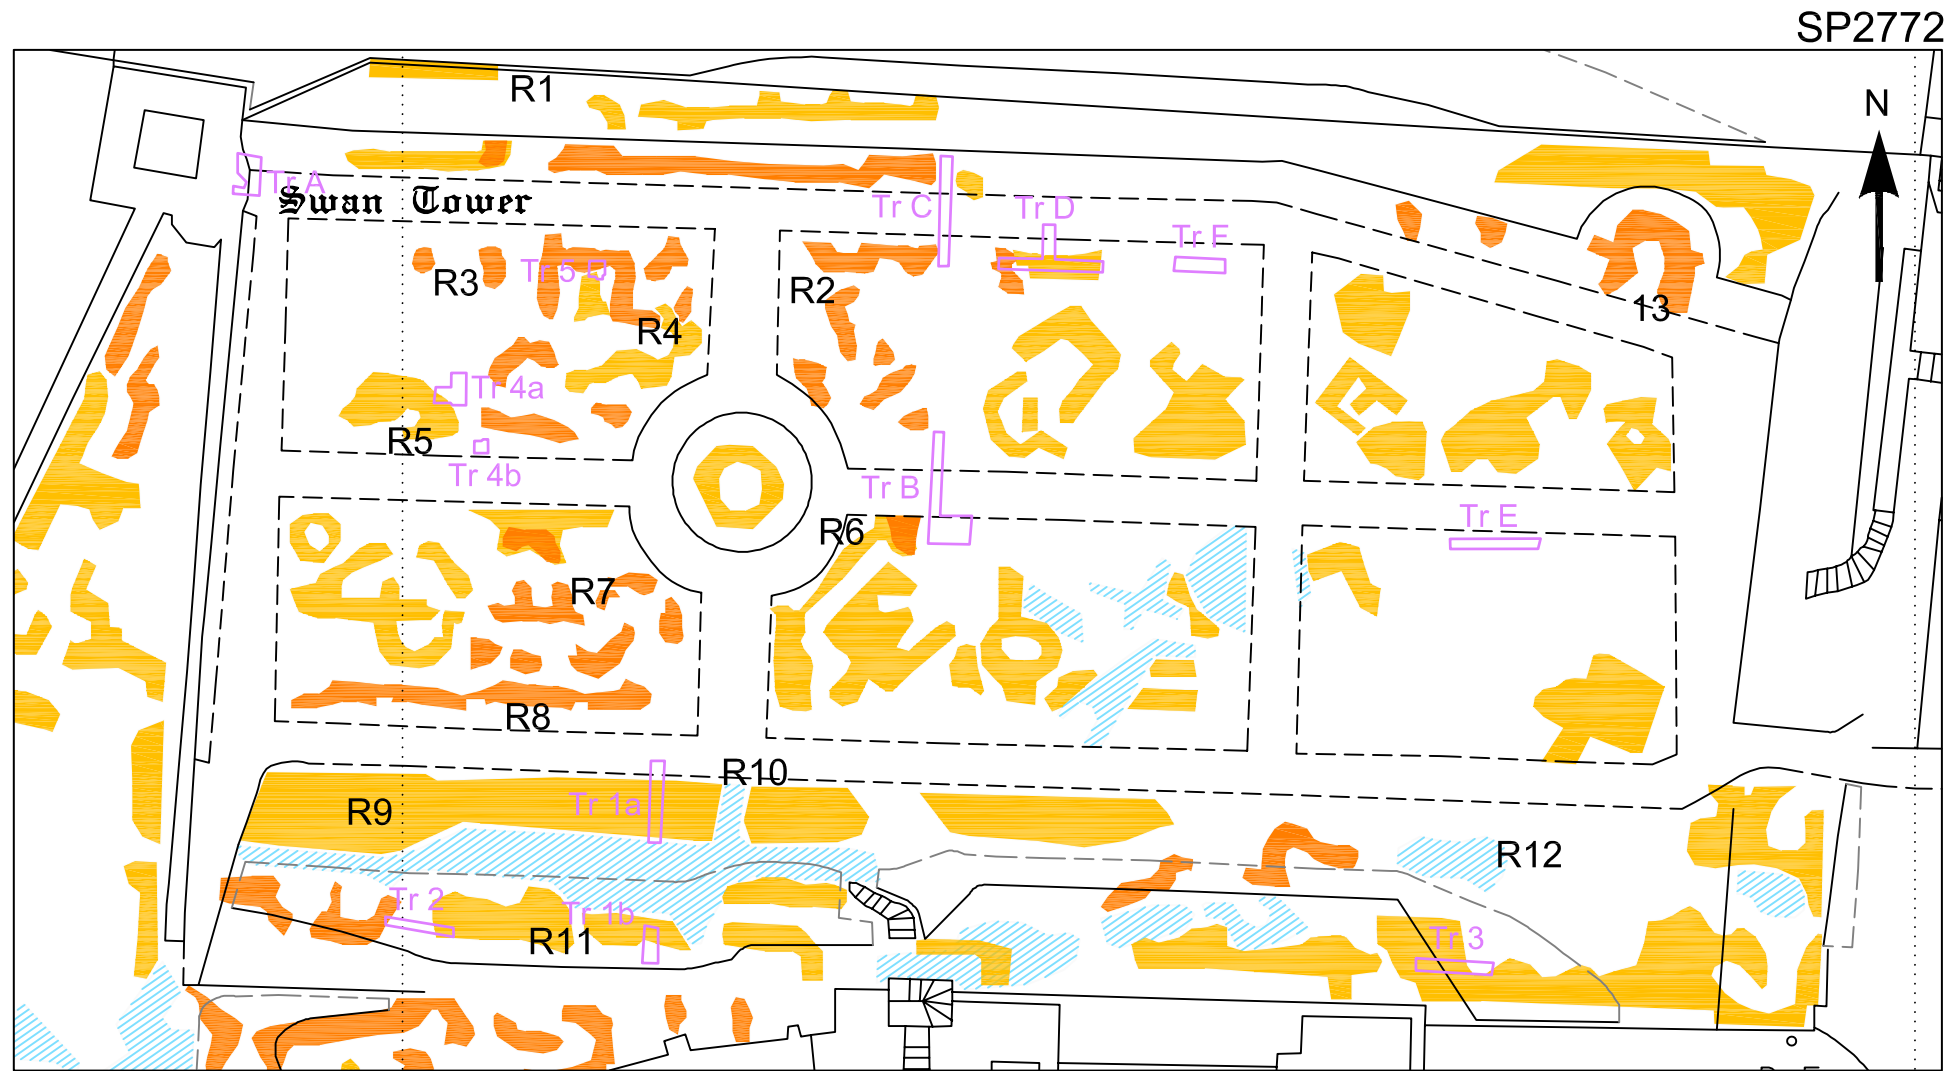 SP2772
R1
N
Tr A
Swan Tower
Tr C
Tr D
Tr F
R3
Tr 5 D
R2
R4
13
Tr 4a
R5
Tr 4b
Tr B
R6
Tr E
R7
R8
R10
R9
Tr 1a
R12
Tr 2
Tr 1b
R11
Tr 3